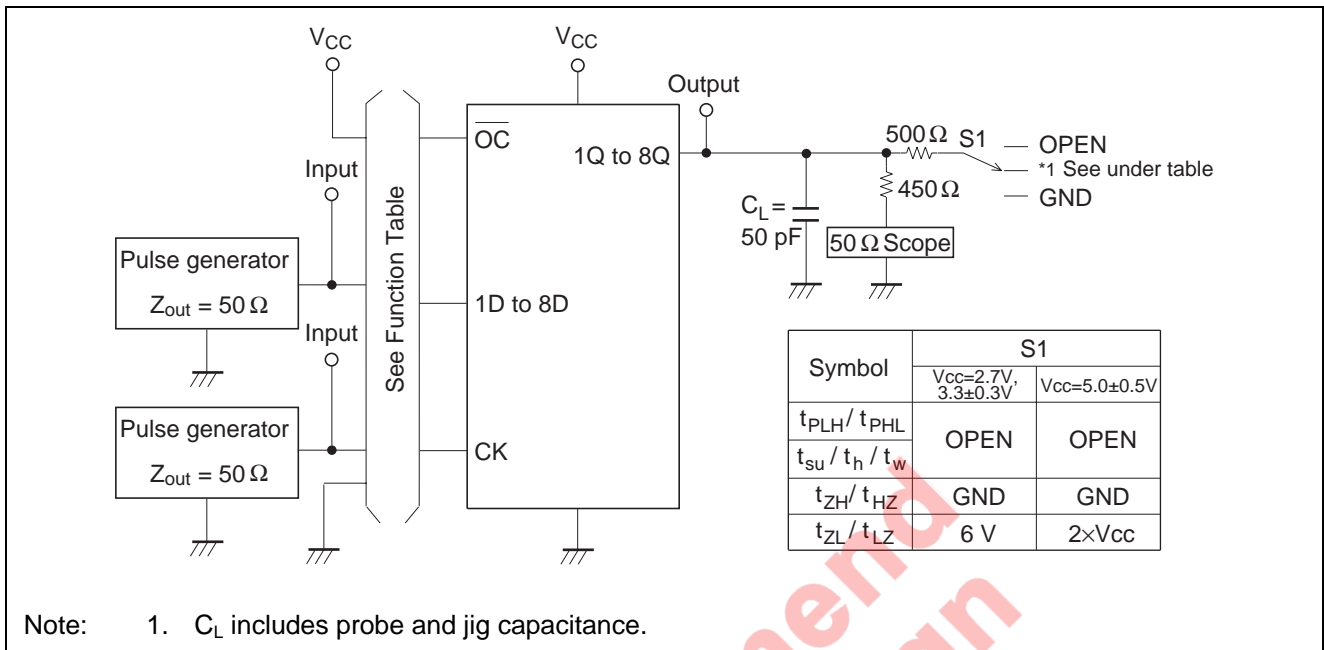 VCC
VCC
Output
OC
1Q to 8Q
500 Ω
S1
OPEN
*1 See under table
GND
Input
450 Ω
CL =
50 pF
50 Ω Scope
See Function Table
Pulse generator
Zout = 50 Ω
1D to 8D
Input
Pulse generator
Zout = 50 Ω
CK
Symbol
S1
Vcc=2.7V,
3.3±0.3V
Vcc=5.0±0.5V
tPLH / tPHL
OPEN
OPEN
tsu / th / tw
tZH / tHZ
GND
GND
tZL / tLZ
6 V
2×Vcc
Note: 1. CL includes probe and jig capacitance.